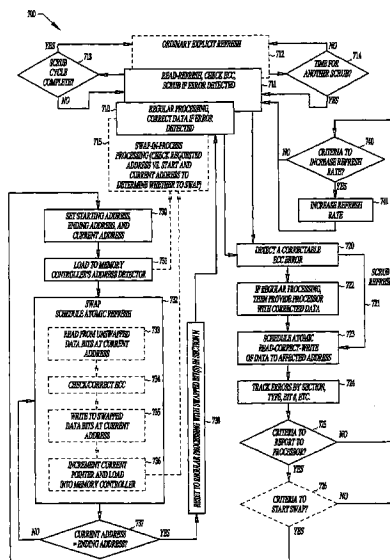 700
YES
ORDINARY EXPLICIT REFRESH
NO
713
712
714
SCRUB
CYCLE
COMPLETE?
READ-REFRESH, CHECK ECC,
SCRUB IF ERROR DETECTED
TIME FOR
ANOTHER SCRUB?
NO
711
YES
710
REGULAR PROCESSING,
CORRECT DATA IF ERROR
DETECTED
715
SWAP-IN-PROCESS
PROCESSING (CHECK REQUESTED
ADDRESS VS. START AND
CURRENT ADDRESS TO
DETERMINE WHETHER TO SWAP)
740
NO
CRITERIA TO
INCREASE REFRESH
RATE?
YES
741
INCREASE REFRESH
RATE
730
SET STARTING ADDRESS,
ENDING ADDRESS, AND
CURRENT ADDRESS
731
LOAD TO MEMORY
CONTROLLER'S ADDRESS DETECTOR
720
DETECT A CORRECTABLE
ECC ERROR
SCRUB
REFRESH
721
722
IF REGULAR PROCESSING,
THEN PROVIDE PROCESSOR
WITH CORRECTED DATA
732
SWAP
SCHEDULE ATOMIC REFRESH
733
READ FROM UNSWAPPED
DATA BITS AT CURRENT
ADDRESS
723
SCHEDULE ATOMIC
READ-CORRECT-WRITE
OF DATA TO AFFECTED ADDRESS
734
CHECK/CORRECT ECC
724
TRACK ERRORS BY SECTION,
TYPE, BIT #, ETC.
735
WRITE TO SWAPPED
DATA BITS AT CURRENT
ADDRESS
738
RESET TO REGULAR PROCESSING WITH SWAPPED BIT(S) IN SECTION N
725
CRITERIA TO
REPORT TO
PROCESSOR?
NO
736
INCREMENT CURRENT
POINTER AND LOAD
INTO MEMORY CONTROLLER
YES
726
CRITERIA TO
START SWAP?
NO
737
NO
CURRENT ADDRESS
= ENDING ADDRESS?
YES
YES